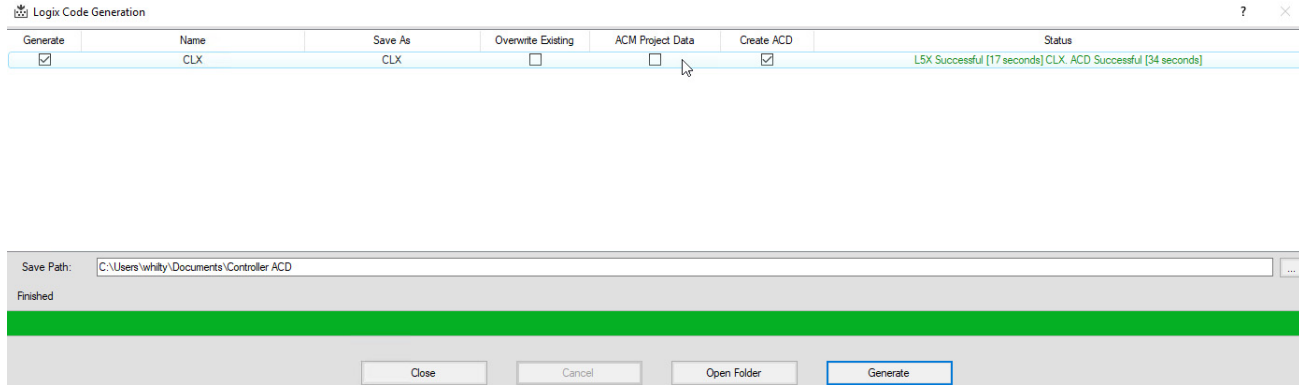 Logix Code Generation ?
Generate Name Save As Overwrite Existing ACM Project Data Create ACD Status
CLX CLX L5X Successful [17 seconds] CLX. ACD Successful [34 seconds]
Save Path: C:\Users\whilty\Documents\Controller ACD ...
Finished
Close Cancel Open Folder Generate